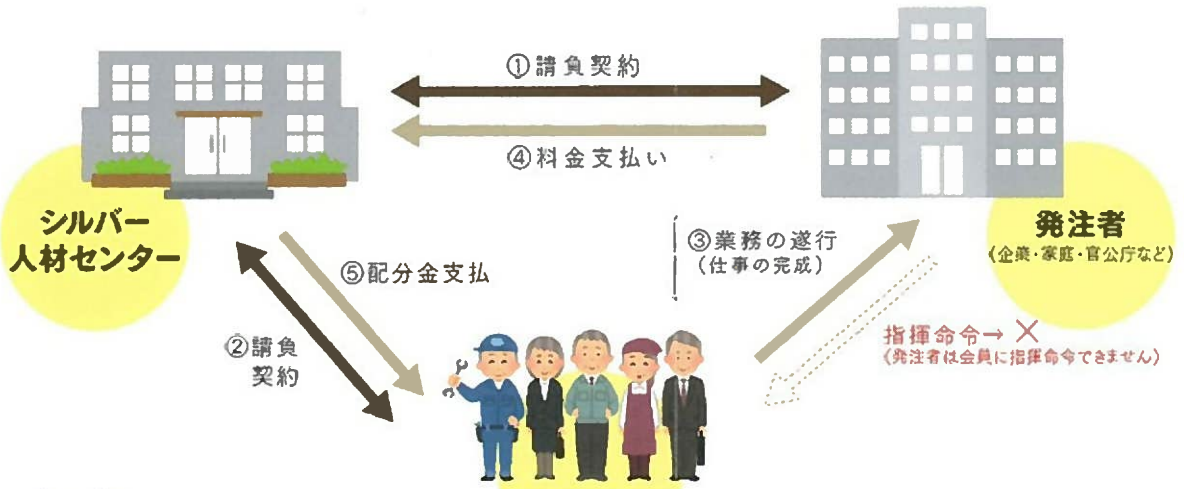 ①請負契約
④料金支払い
シルバー
人材センター
発注者
(企業・家庭・官公庁など)
③業務の遂行
(仕事の完成)
⑤配分金支払
②請負
契約
指揮命令→ ×
(発注者は会員に指揮命令できません)